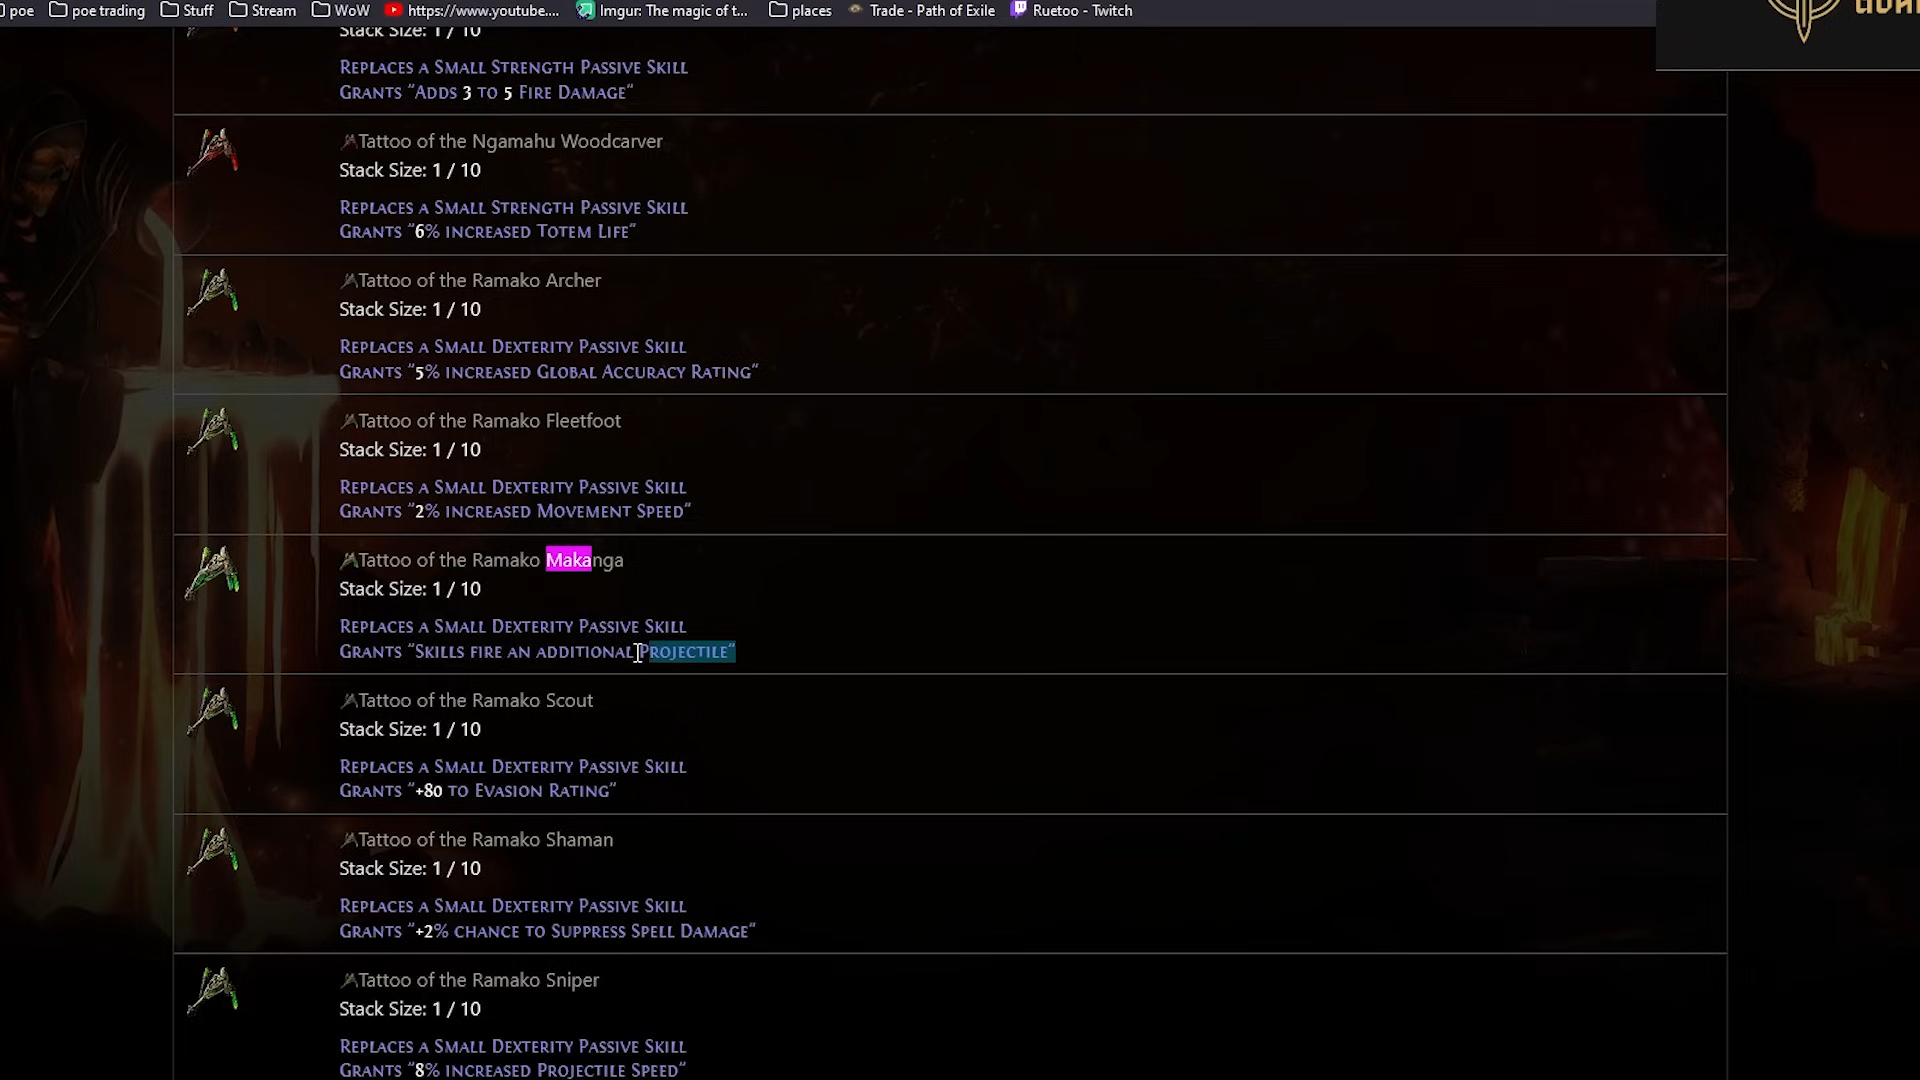 poe poe trading Stuff Stream WoW https://www.youtube.... Imgur: The magic of t... places Trade - Path of Exile Ruetoo - Twitch
Stack Size: 1 / 10
Replaces a Small Strength Passive Skill
Grants "Adds 3 to 5 Fire Damage"
Tattoo of the Ngamahu Woodcarver
Stack Size: 1 / 10
Replaces a Small Strength Passive Skill
Grants "6% increased Totem Life"
Tattoo of the Ramako Archer
Stack Size: 1 / 10
Replaces a Small Dexterity Passive Skill
Grants "5% increased Global Accuracy Rating"
Tattoo of the Ramako Fleetfoot
Stack Size: 1 / 10
Replaces a Small Dexterity Passive Skill
Grants "2% increased Movement Speed"
Tattoo of the Ramako Makanga
Stack Size: 1 / 10
Replaces a Small Dexterity Passive Skill
Grants "Skills fire an additional Projectile"
Tattoo of the Ramako Scout
Stack Size: 1 / 10
Replaces a Small Dexterity Passive Skill
Grants "+80 to Evasion Rating"
Tattoo of the Ramako Shaman
Stack Size: 1 / 10
Replaces a Small Dexterity Passive Skill
Grants "+2% chance to Suppress Spell Damage"
Tattoo of the Ramako Sniper
Stack Size: 1 / 10
Replaces a Small Dexterity Passive Skill
Grants "8% increased Projectile Speed"